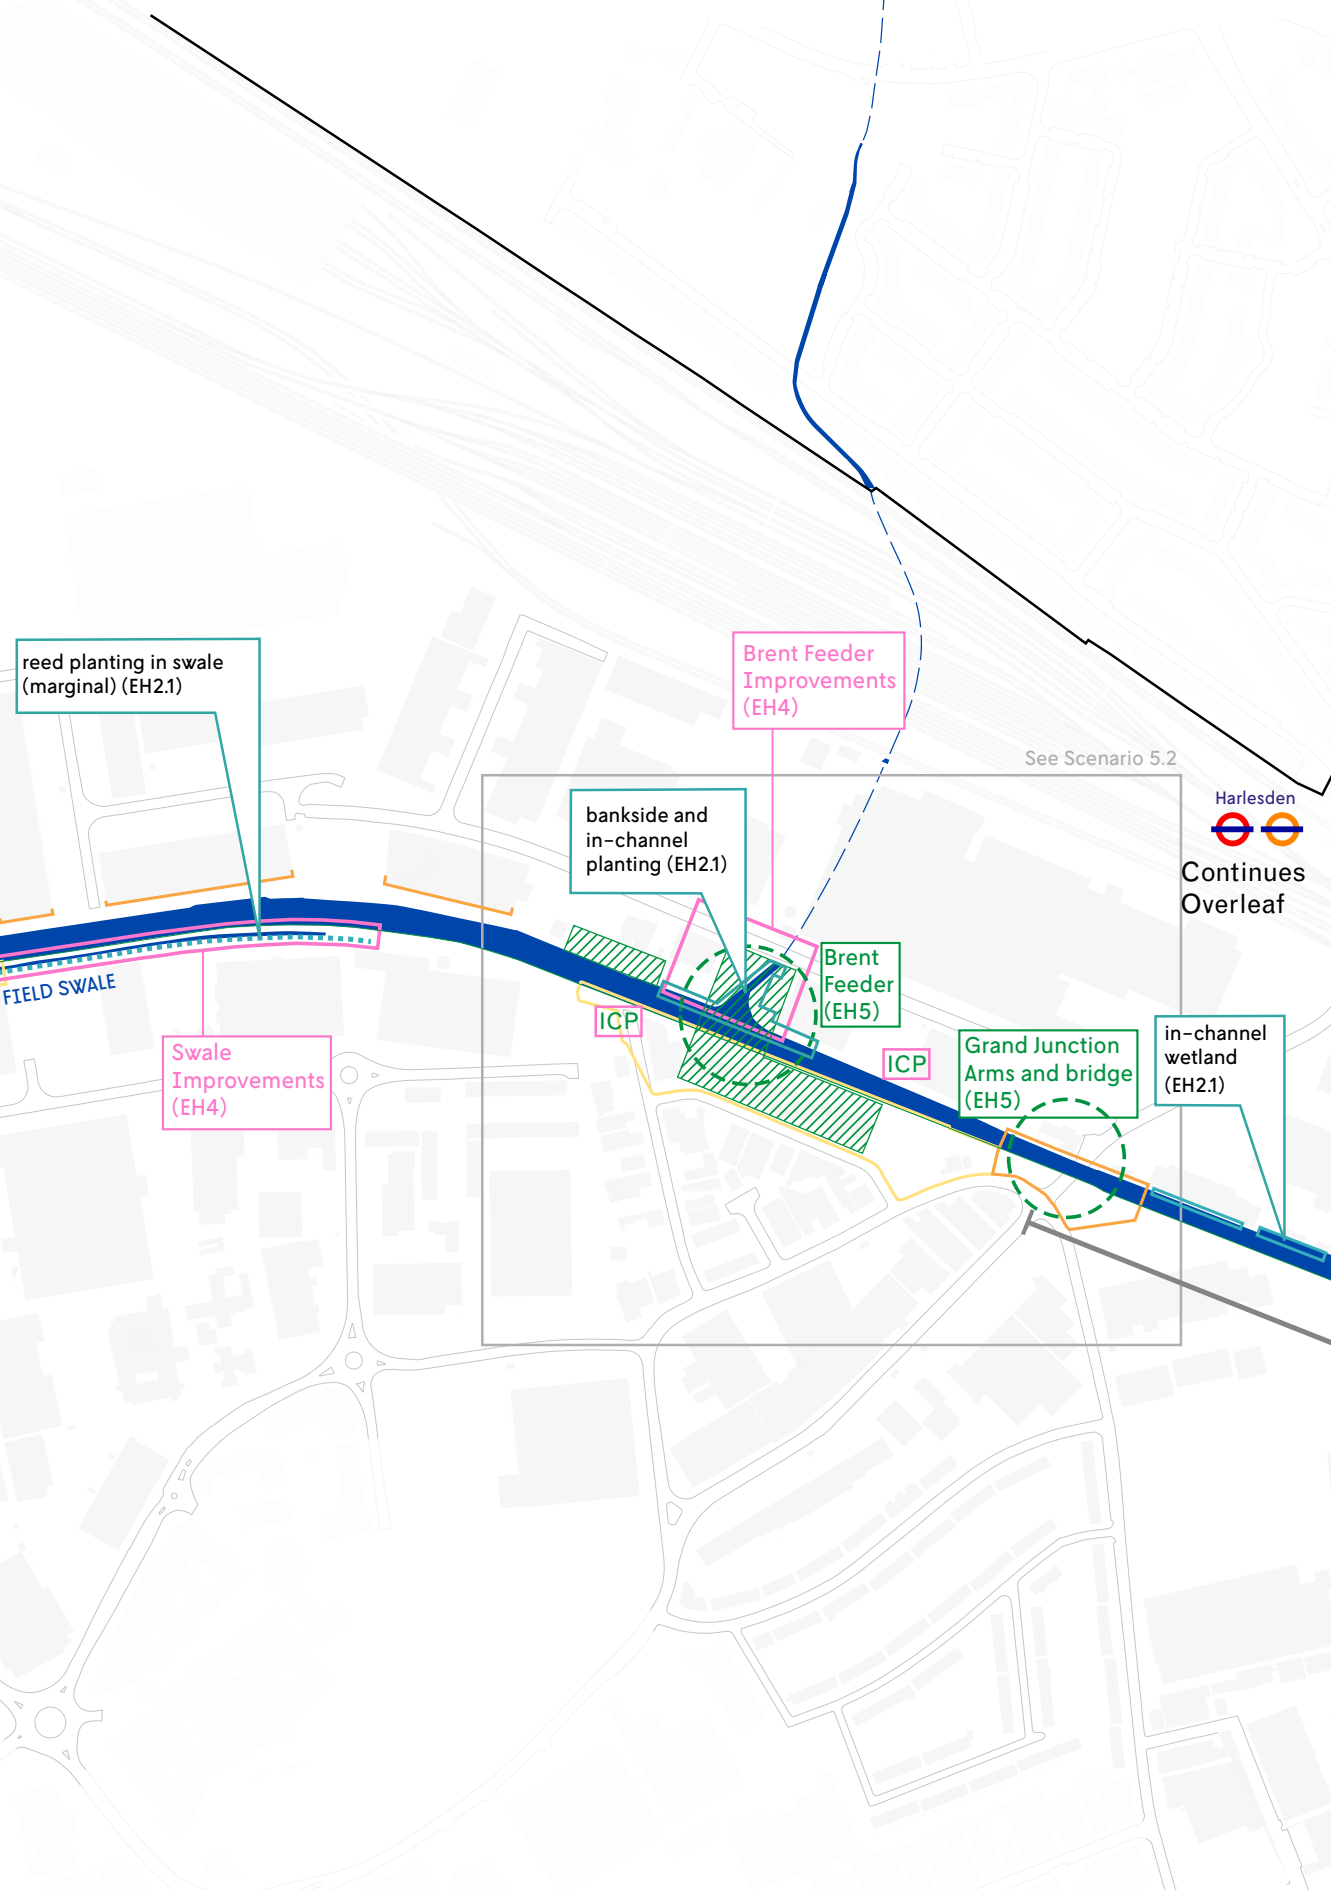 reed planting in swale
(marginal) (EH2.1)
Brent Feeder
Improvements
(EH4)
See Scenario 5.2
Harlesden
Continues
Overleaf
bankside and
in-channel
planting (EH2.1)
Brent
Feeder
(EH5)
FIELD SWALE
ICP
ICP
Swale
Improvements
(EH4)
Grand Junction
Arms and bridge
(EH5)
in-channel
wetland
(EH2.1)